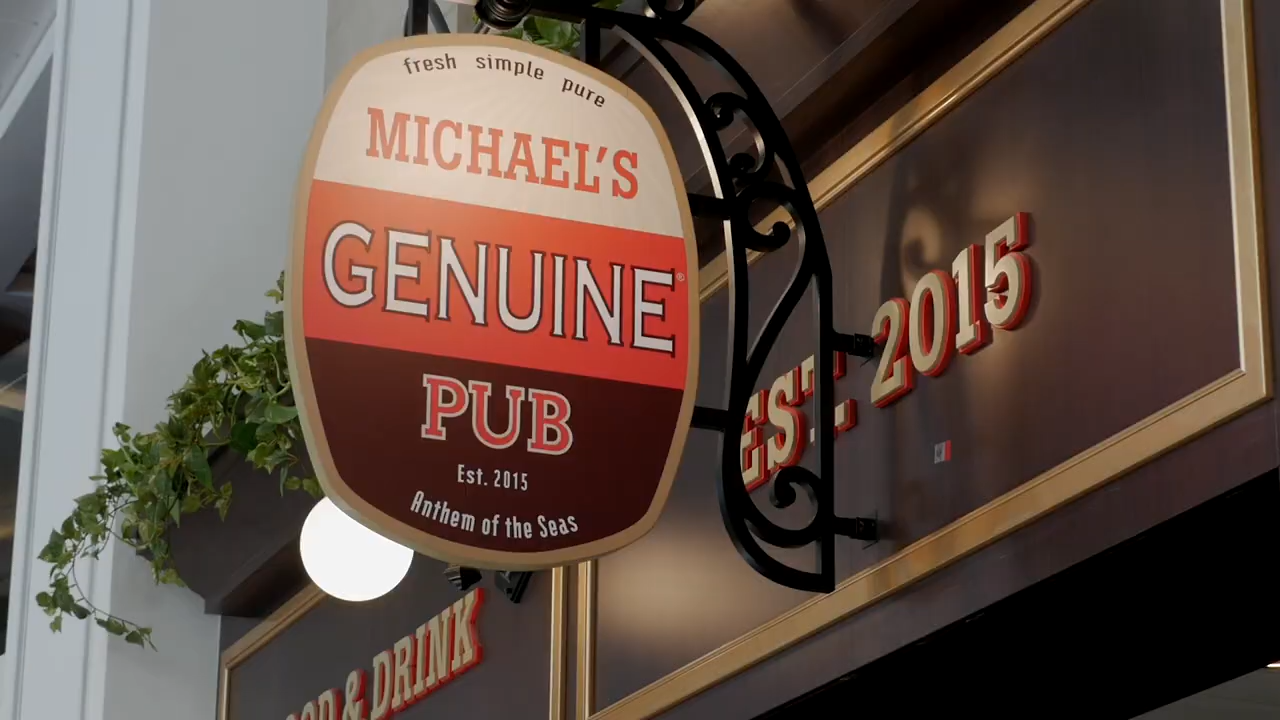 fresh simple pure
MICHAEL'S
GENUINE®
PUB
Est. 2015
Anthem of the Seas
EST. 2015
& DRINK